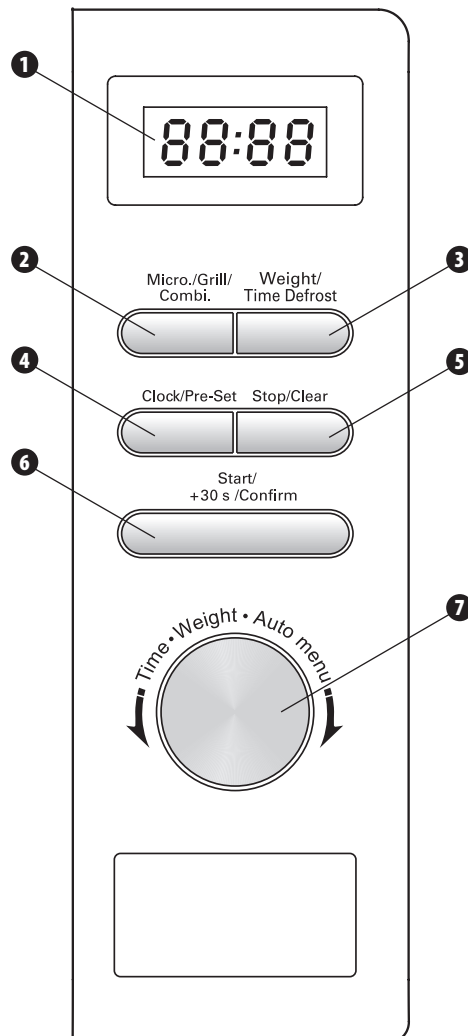 1
88:88
2
3
Micro./Grill/
Combi.
Weight/
Time Defrost
4
5
Clock/Pre-Set
Stop/Clear
6
Start/
+30 s /Confirm
7
Time • Weight • Auto menu